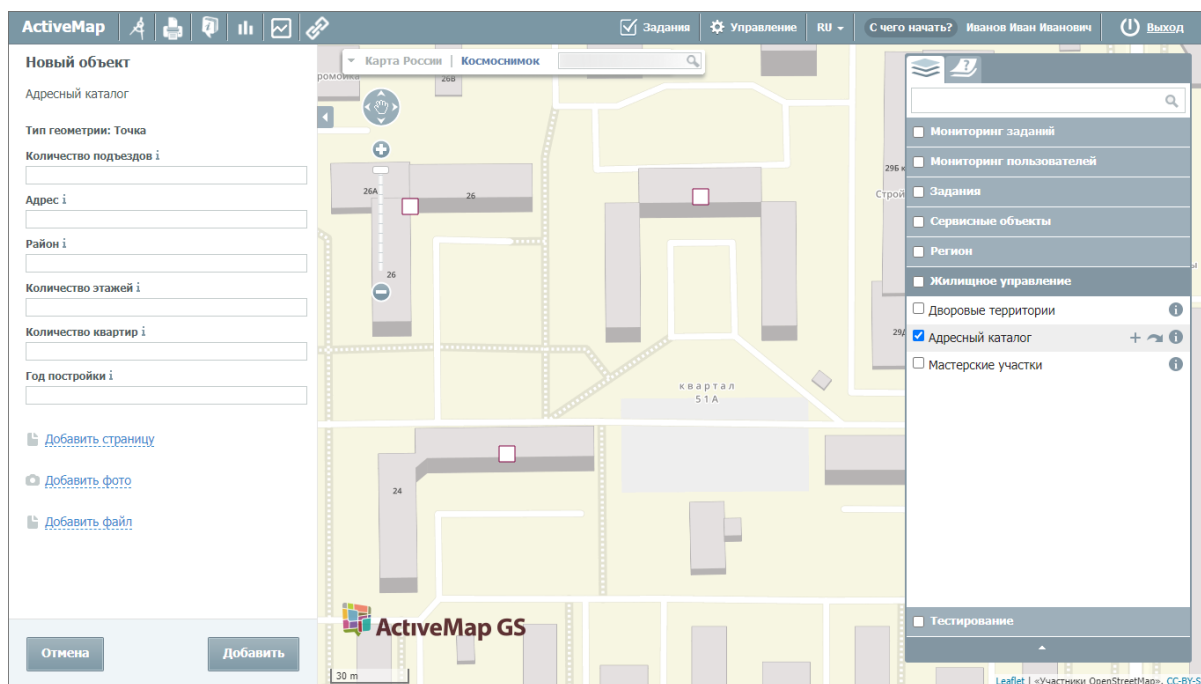 ActiveMap
Задания
Управление
RU
С чего начать?
Иванов Иван Иванович
Выход
Новый объект
Адресный каталог
Тип геометрии: Точка
Количество подъездов i
Адрес i
Район i
Количество этажей i
Количество квартир i
Год постройки i
Добавить страницу
Добавить фото
Добавить файл
Отмена
Добавить
Карта России | Космоснимок
ромойка
26В
26А
26
26
29Б к
Строй
29Д
квартал
51А
24
ActiveMap GS
30 m
Мониторинг заданий
Мониторинг пользователей
Задания
Сервисные объекты
Регион
Жилищное управление
Дворовые территории
Адресный каталог
Мастерские участки
Тестирование
Leaflet | «Участники OpenStreetMap», CC-BY-S